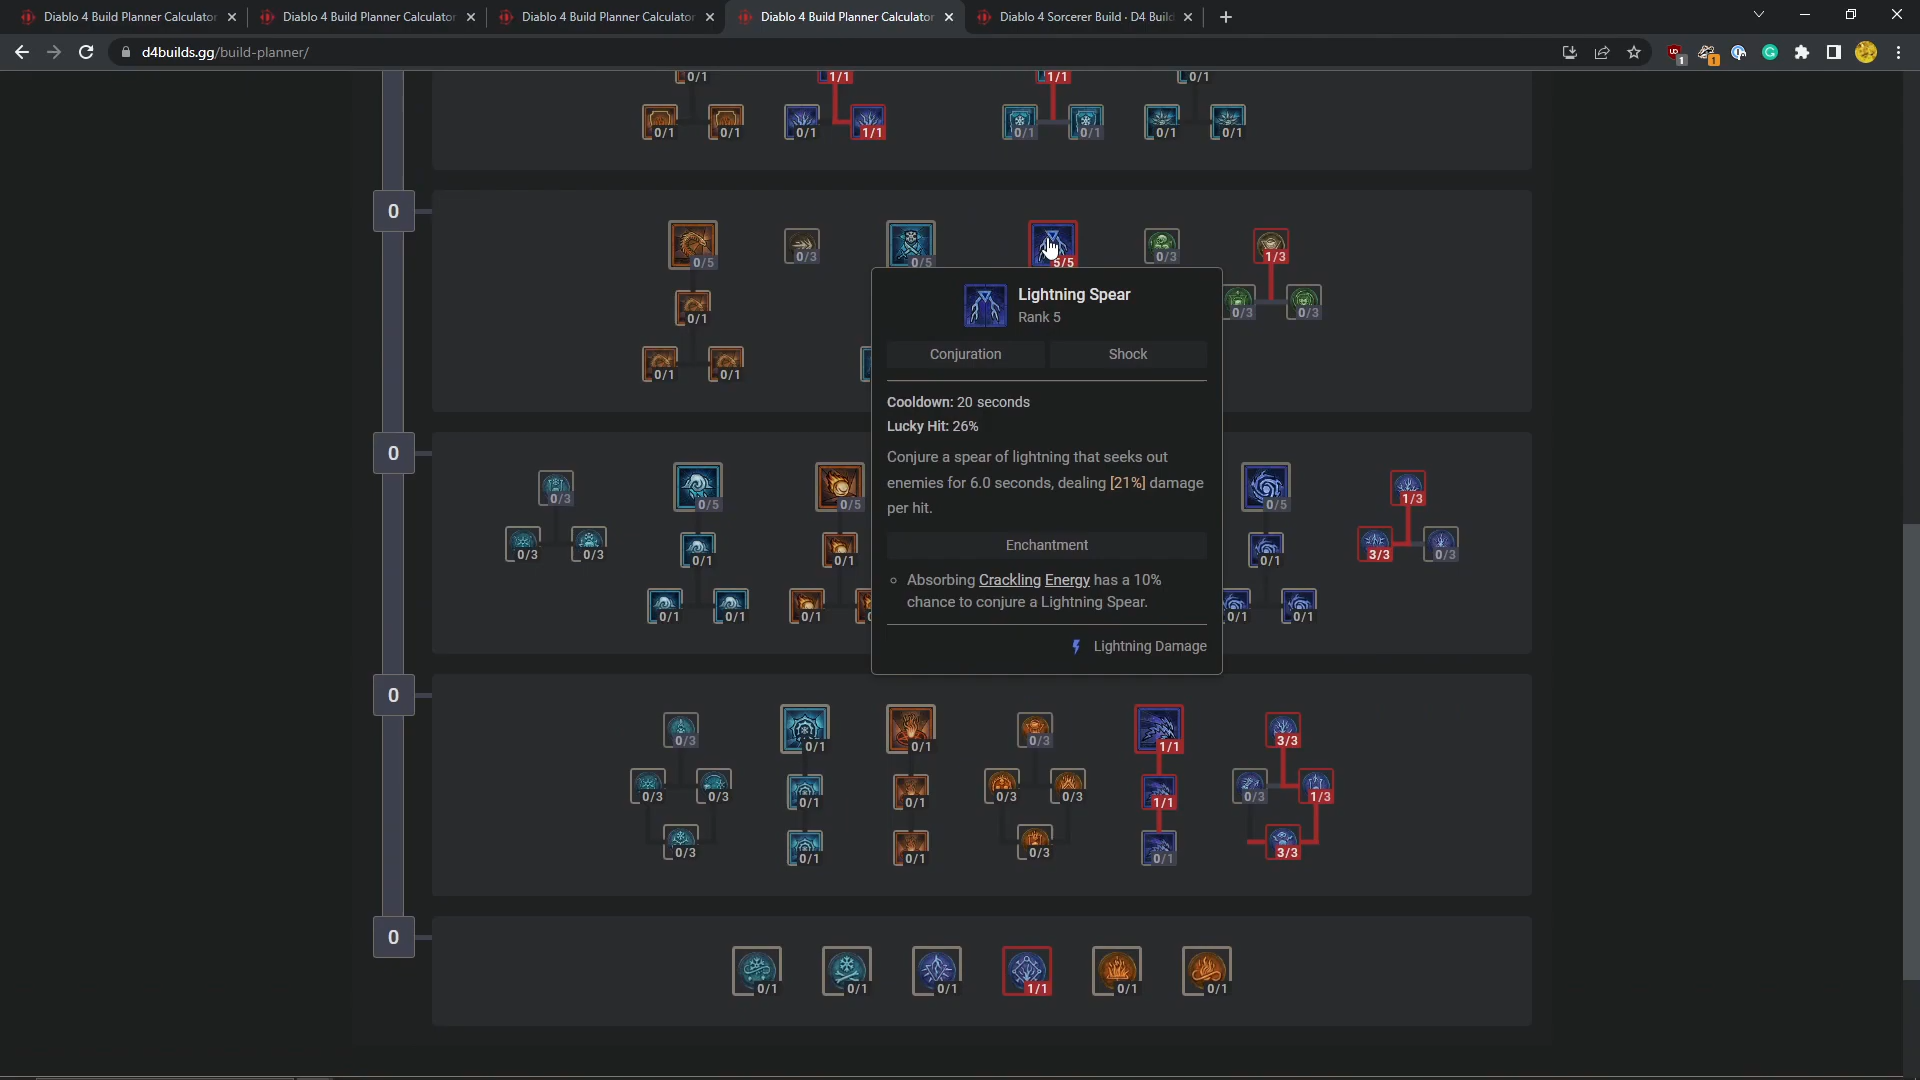 Diablo 4 Build Planner Calculator
Diablo 4 Build Planner Calculator
Diablo 4 Build Planner Calculator
Diablo 4 Build Planner Calculator
Diablo 4 Sorcerer Build · D4 Build
d4builds.gg/build-planner/
1
1
0/1 1/1 1/1 0/1
0/1 0/1 0/1 1/1 0/1 0/1 0/1 0/1
0
0/5 0/3 0/5 5/5 0/3 1/3
0/1 0/3 0/3
0/1 0/1
Lightning Spear
Rank 5
Conjuration Shock
Cooldown: 20 seconds
Lucky Hit: 26%
Conjure a spear of lightning that seeks out
enemies for 6.0 seconds, dealing [21%] damage
per hit.
Enchantment
Absorbing Crackling Energy has a 10%
chance to conjure a Lightning Spear.
Lightning Damage
0
0/3 0/5 0/5 0/5 1/3
0/3 0/3 0/1 0/1 0/1 3/3 0/3
0/1 0/1 0/1 0/1 0/1
0
0/3 0/1 0/1 0/3 1/1 3/3
0/3 0/3 0/1 0/1 0/3 0/3 1/1 0/3 1/3
0/3 0/1 0/1 0/3 0/1 3/3
0
0/1 0/1 0/1 1/1 0/1 0/1